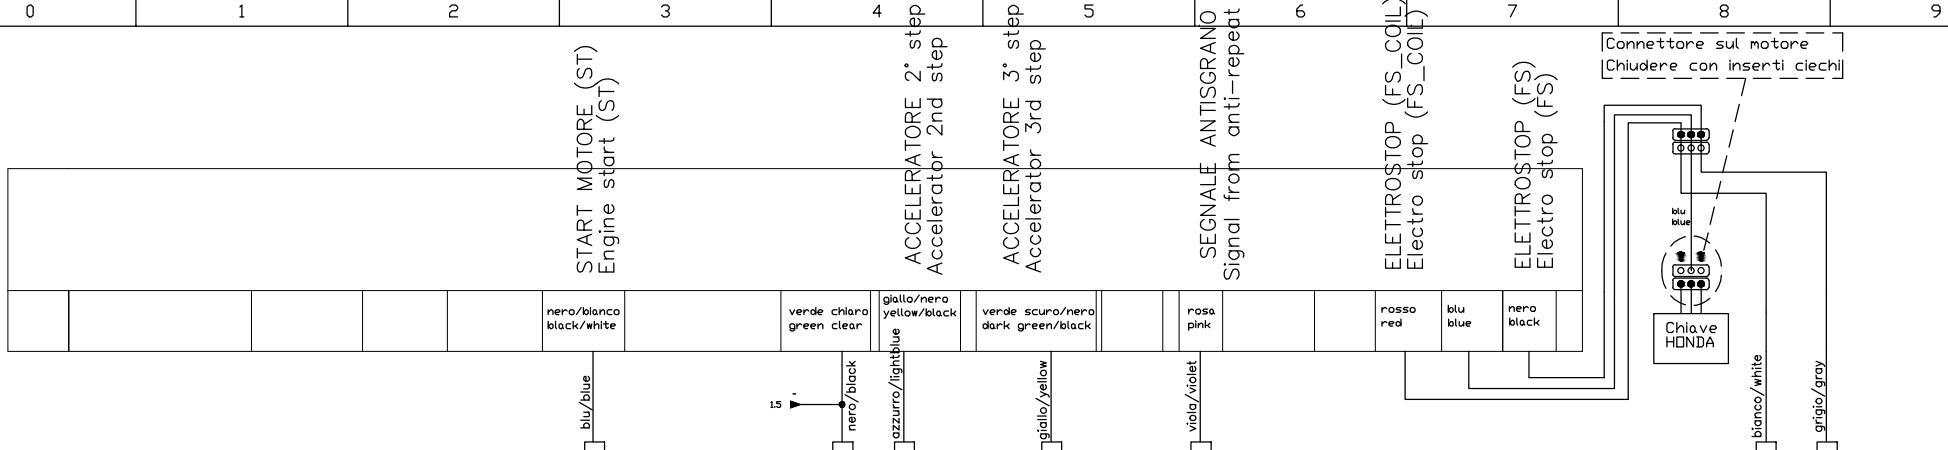 0 1 2 3 4 5 6 7 8 9
START MOTORE (ST)
Engine start (ST)
ACCELERATORE 2° step
Accelerator 2nd step
ACCELERATORE 3° step
Accelerator 3rd step
SEGNALE ANTISGRANO
Signal from anti-repeat
ELETTROSTOP (FS_COIL)
Electro stop (FS_COIL)
ELETTROSTOP (FS)
Electro stop (FS)
Connettore sul motore
Chiudere con inserti ciechi
blu
blue
nero/bianco
black/white
verde chiaro
green clear
giallo/nero
yellow/black
verde scuro/nero
dark green/black
rosa
pink
rosso
red
blu
blue
nero
black
Chiave
HONDA
blu/blue
1.5 -
nero/black
azzurro/lightblue
giallo/yellow
viola/violet
bianco/white
grigio/gray